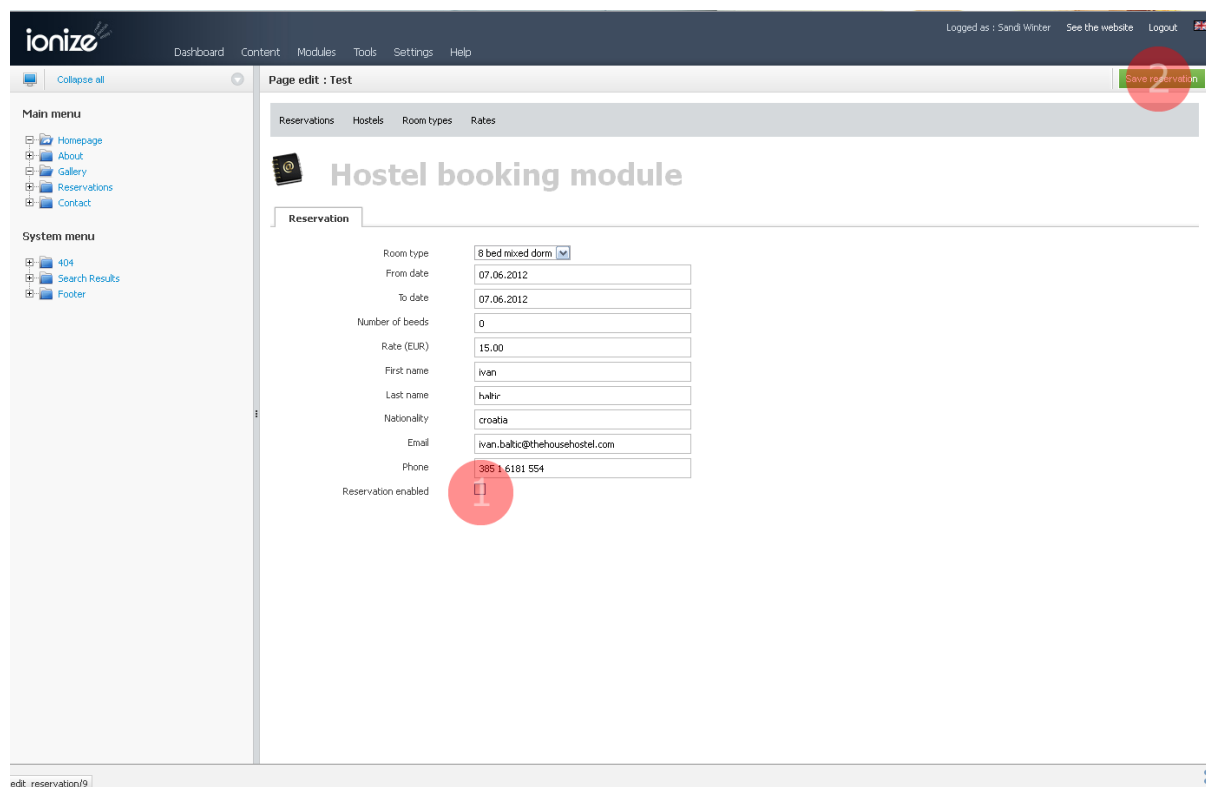 ionize
Logged as : Sandi Winter See the website Logout
Dashboard Content Modules Tools Settings Help
Collapse all
Page edit : Test
Save reservation
2
Main menu
Homepage
About
Gallery
Reservations
Contact
System menu
404
Search Results
Footer
Reservations Hostels Room types Rates
Hostel booking module
Reservation
Room type 8 bed mixed dorm
From date 07.06.2012
To date 07.06.2012
Number of beeds 0
Rate (EUR) 15.00
First name ivan
Last name baltic
Nationality croatia
Email ivan.baltic@thehousehostel.com
Phone 385 1 6181 554
Reservation enabled
1
edit_reservation/9